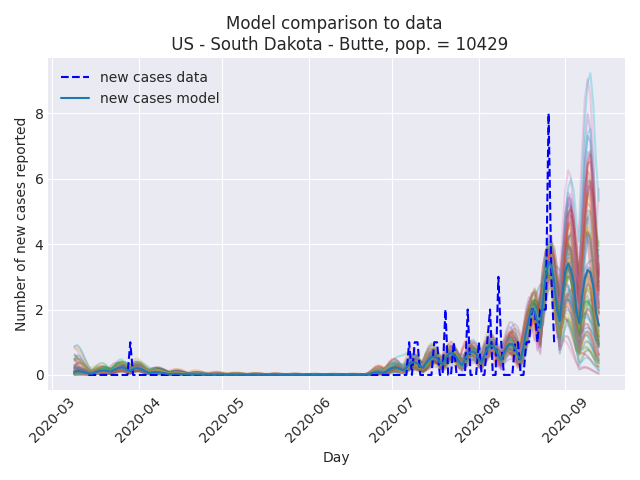 Model comparison to data
US - South Dakota - Butte, pop. = 10429
new cases data
new cases model
Number of new cases reported
8
6
4
2
0
2020-03
2020-04
2020-05
2020-06
2020-07
2020-08
2020-09
Day